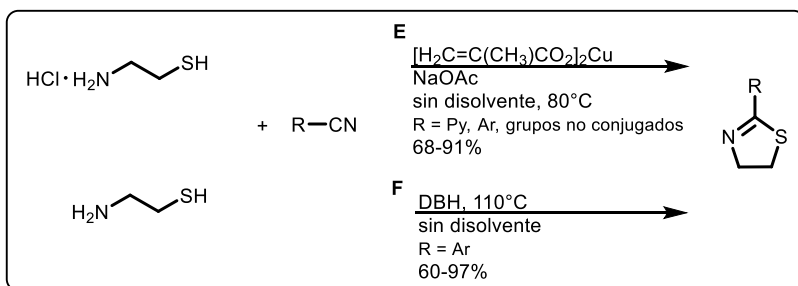 E
HCl·H2N SH
[H2C=C(CH3)CO2]2Cu
NaOAc
sin disolvente, 80°C
R = Py, Ar, grupos no conjugados
68-91%
+ R—CN
R
N S
F
H2N SH
DBH, 110°C
sin disolvente
R = Ar
60-97%